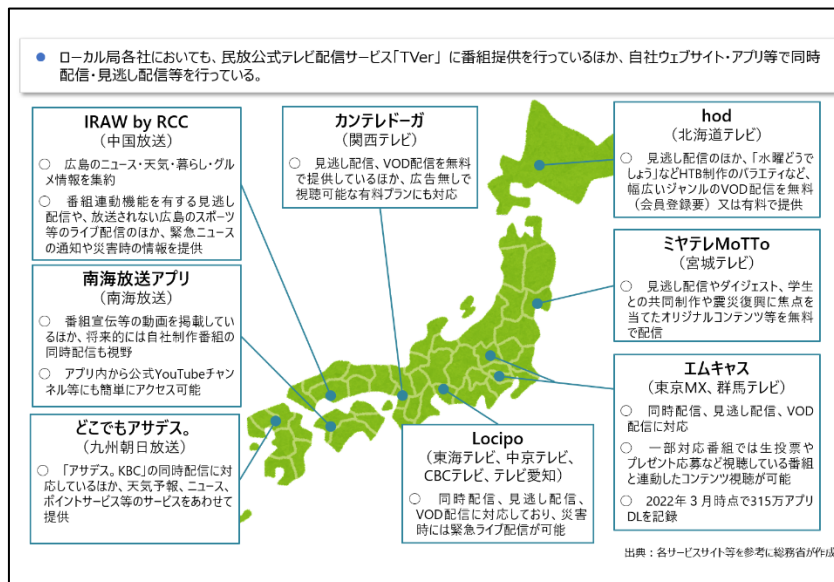 ● ローカル局各社においても、民放公式テレビ配信サービス「TVer」に番組提供を行っているほか、自社ウェブサイト・アプリ等で同時
配信・見逃し配信等を行っている。
IRAW by RCC
（中国放送）
○ 広島のニュース・天気・暮らし・グル
メ情報を集約
○ 番組連動機能を有する見逃し
配信や、放送されない広島のスポーツ
等のライブ配信のほか、緊急ニュース
の通知や災害時の情報を提供
カンテレドーガ
（関西テレビ）
○ 見逃し配信、VOD配信を無料
で提供しているほか、広告無しで
視聴可能な有料プランにも対応
hod
（北海道テレビ）
○ 見逃し配信のほか、「水曜どうで
しょう」などHTB制作のバラエティなど、
幅広いジャンルのVOD配信を無料
（会員登録要）又は有料で提供
南海放送アプリ
（南海放送）
○ 番組宣伝等の動画を掲載してい
るほか、将来的には自社制作番組の
同時配信も視野
○ アプリ内から公式YouTubeチャン
ネル等にも簡単にアクセス可能
ミヤテレMoTTo
（宮城テレビ）
○ 見逃し配信やダイジェスト、学生
との共同制作や震災復興に焦点を
当てたオリジナルコンテンツ等を無料
で配信
どこでもアサデス。
（九州朝日放送）
○ 「アサデス。KBC」の同時配信に対
応しているほか、天気予報、ニュース、
ポイントサービス等のサービスをあわせて
提供
Locipo
（東海テレビ、中京テレビ、
CBCテレビ、テレビ愛知）
○ 同時配信、見逃し配信、
VOD配信に対応しており、災害
時には緊急ライブ配信が可能
エムキャス
（東京MX、群馬テレビ）
○ 同時配信、見逃し配信、VOD
配信に対応
○ 一部対応番組では生投票や
プレゼント応募など視聴している番組
と連動したコンテンツ視聴が可能
○ 2022年３月時点で315万アプリ
DLを記録
出典：各サービスサイト等を参考に総務省が作成